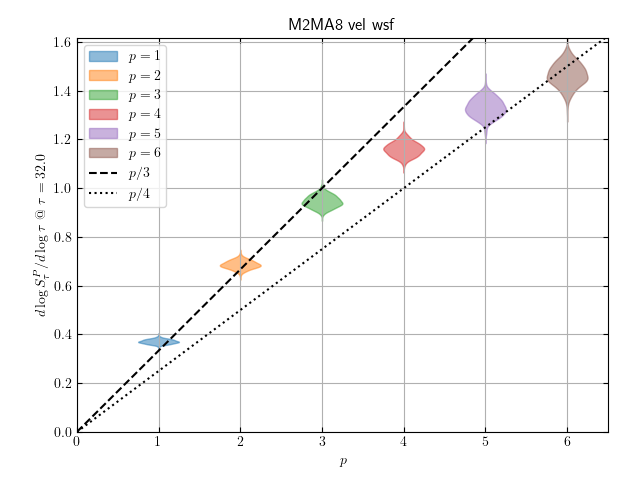 M2MA8 vel wsf
d log S_τ^P / d log τ @ τ = 32.0
1.6
1.4
1.2
1.0
0.8
0.6
0.4
0.2
0.0
p = 1
p = 2
p = 3
p = 4
p = 5
p = 6
p/3
p/4
0 1 2 3 4 5 6
p